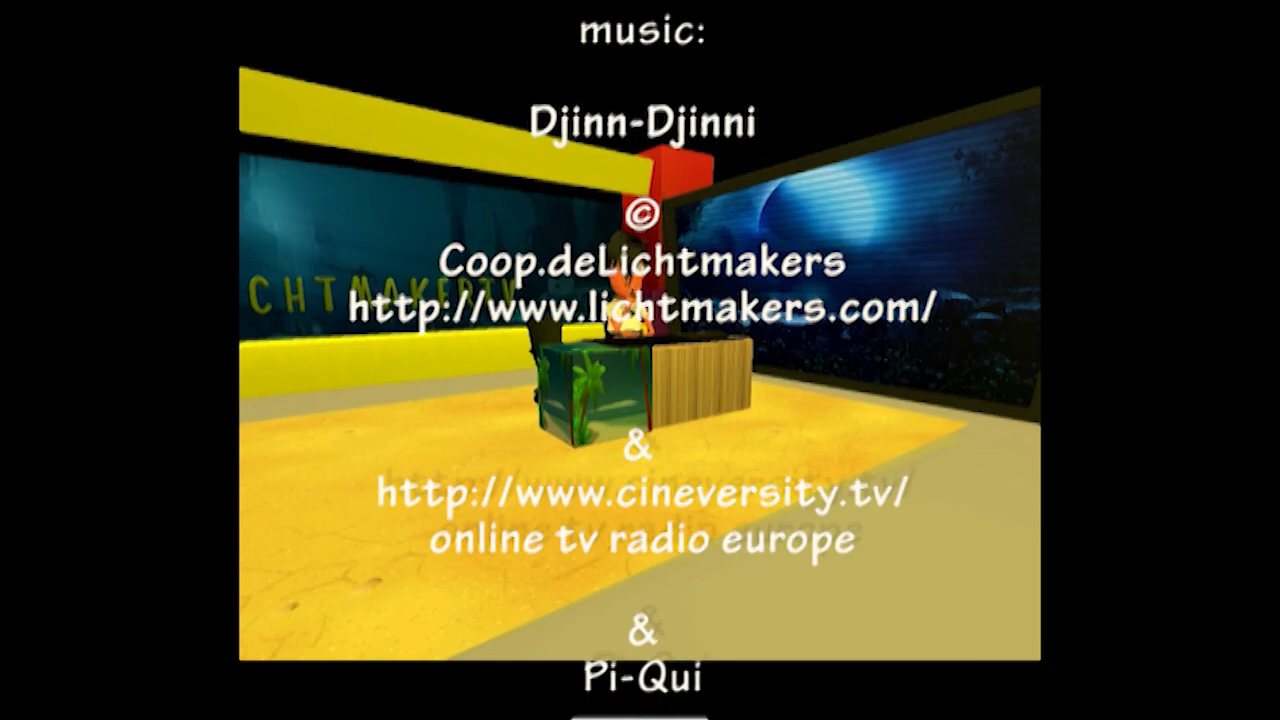 music:
Djinn-Djinni
©
Coop.deLichtmakers
CHTMAKERTV
http://www.lichtmakers.com/
&
http://www.cineversity.tv/
online tv radio europe
&
Pi-Qui